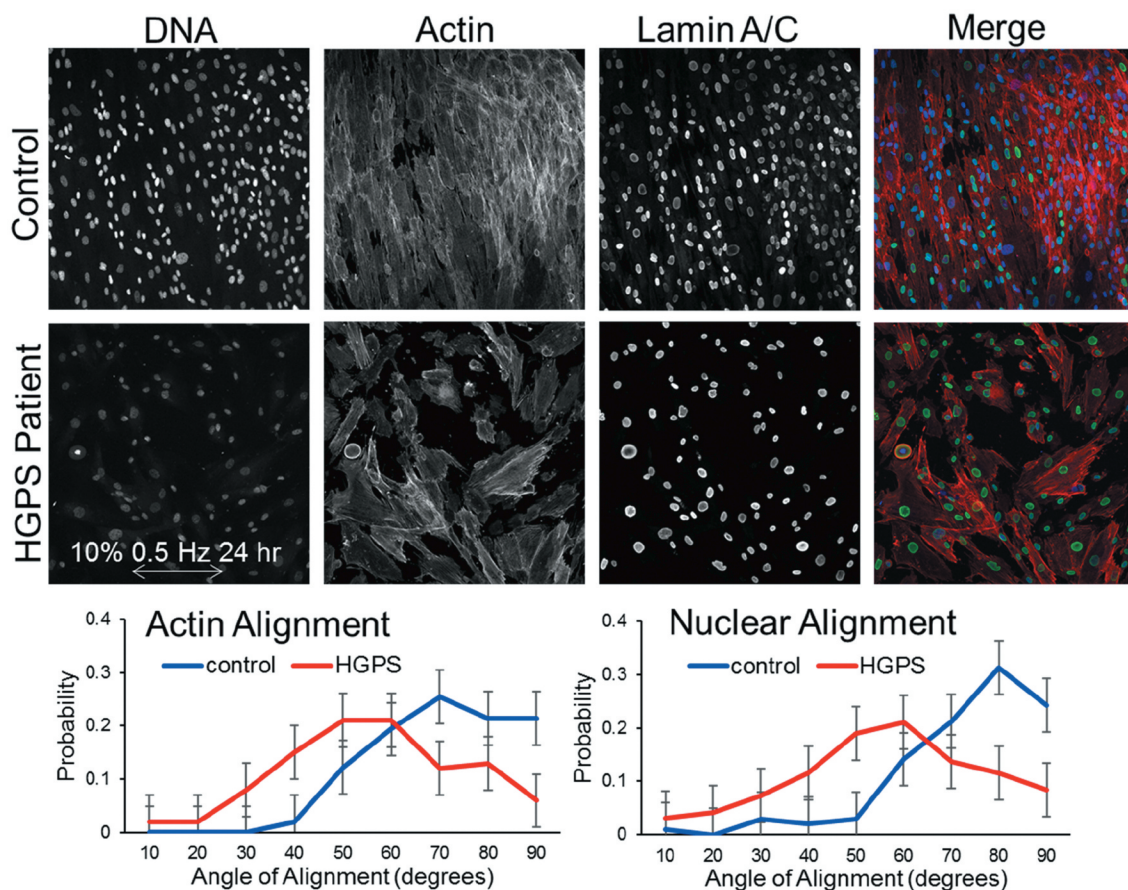 DNA Actin Lamin A/C Merge
Control
HGPS Patient
10% 0.5 Hz 24 hr
Actin Alignment
control HGPS
Probability
0.4
0.3
0.2
0.1
0
10 20 30 40 50 60 70 80 90
Angle of Alignment (degrees)
Nuclear Alignment
control HGPS
Probability
0.4
0.3
0.2
0.1
0
10 20 30 40 50 60 70 80 90
Angle of Alignment (degrees)